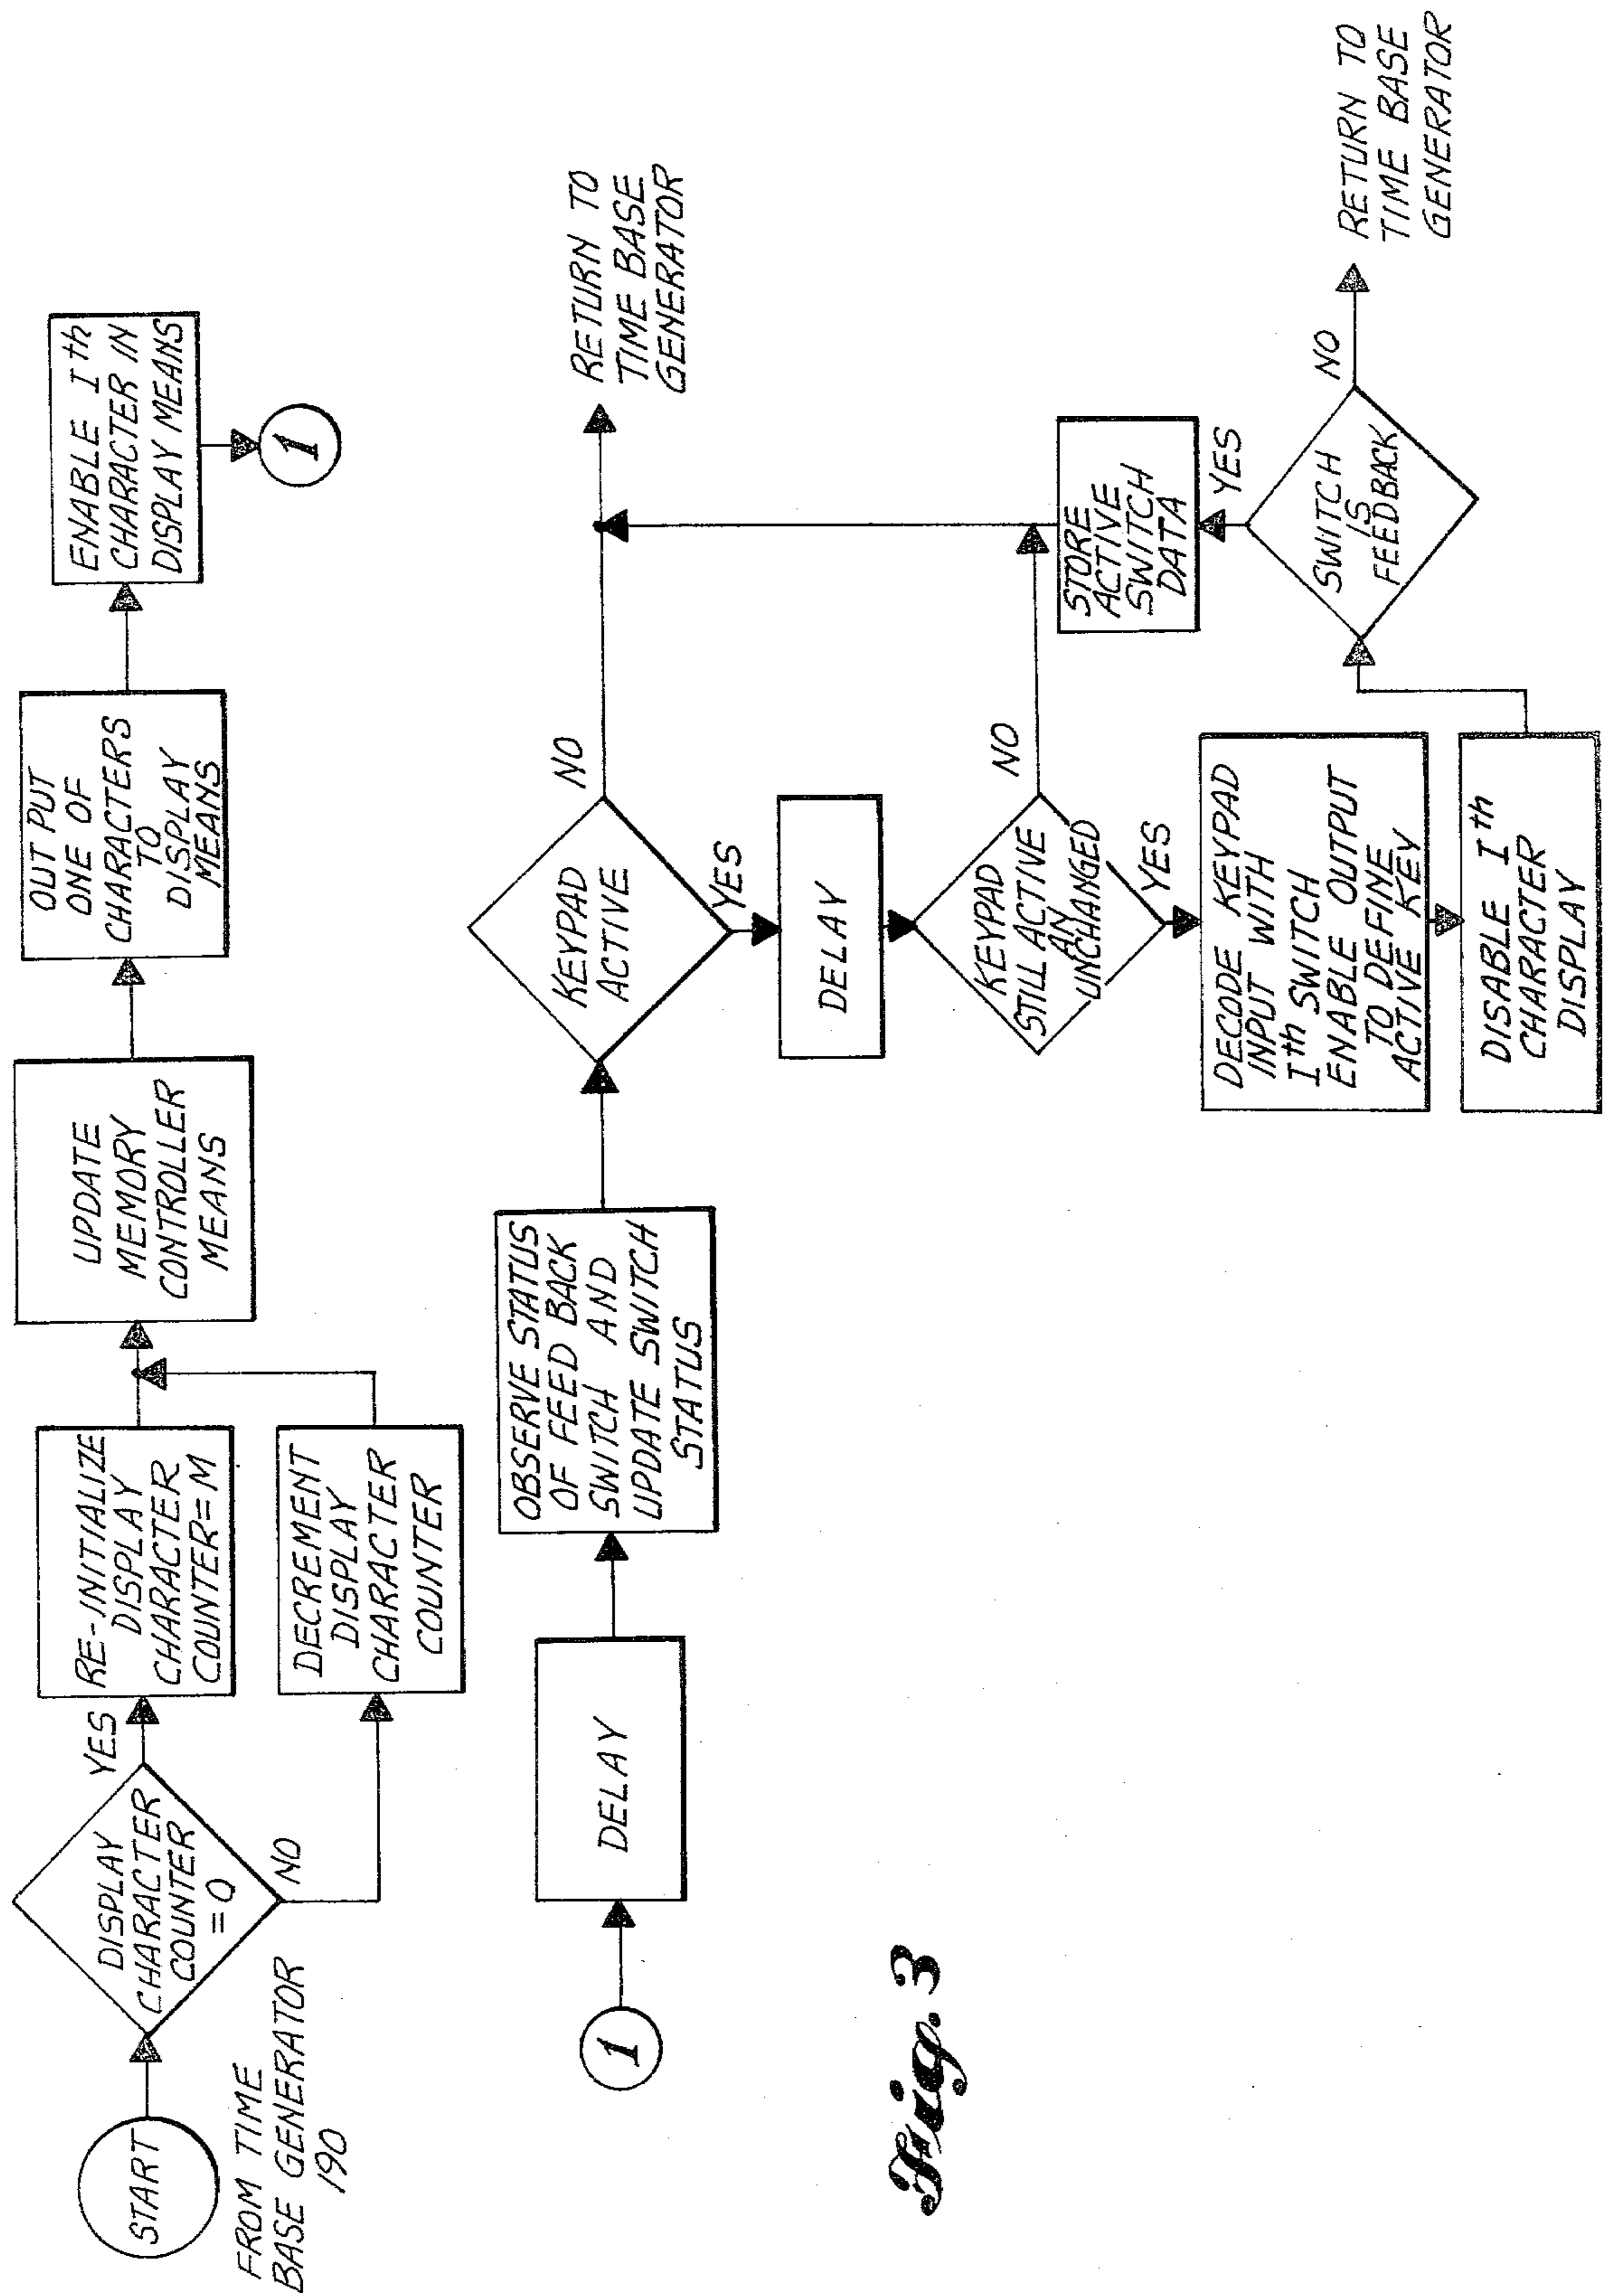 START
FROM TIME
BASE GENERATOR
190
DISPLAY
CHARACTER
COUNTER
=0
YES
NO
RE-INITIALIZE
DISPLAY
CHARACTER
COUNTER=M
DECREMENT
DISPLAY
CHARACTER
COUNTER
UPDATE
MEMORY
CONTROLLER
MEANS
OUT PUT
ONE OF
CHARACTERS
TO
DISPLAY
MEANS
ENABLE I th
CHARACTER IN
DISPLAY MEANS
1
1
DELAY
OBSERVE STATUS
OF FEED BACK
SWITCH AND
UPDATE SWITCH
STATUS
KEYPAD
ACTIVE
NO
RETURN TO
TIME BASE
GENERATOR
YES
DELAY
KEYPAD
STILL ACTIVE
AN
UNCHANGED
NO
YES
DECODE KEYPAD
INPUT WITH
I th SWITCH
ENABLE OUTPUT
TO DEFINE
ACTIVE KEY
DISABLE I th
CHARACTER
DISPLAY
SWITCH
IS
FEEDBACK
YES
STORE
ACTIVE
SWITCH
DATA
NO
RETURN TO
TIME BASE
GENERATOR
Fig. 3